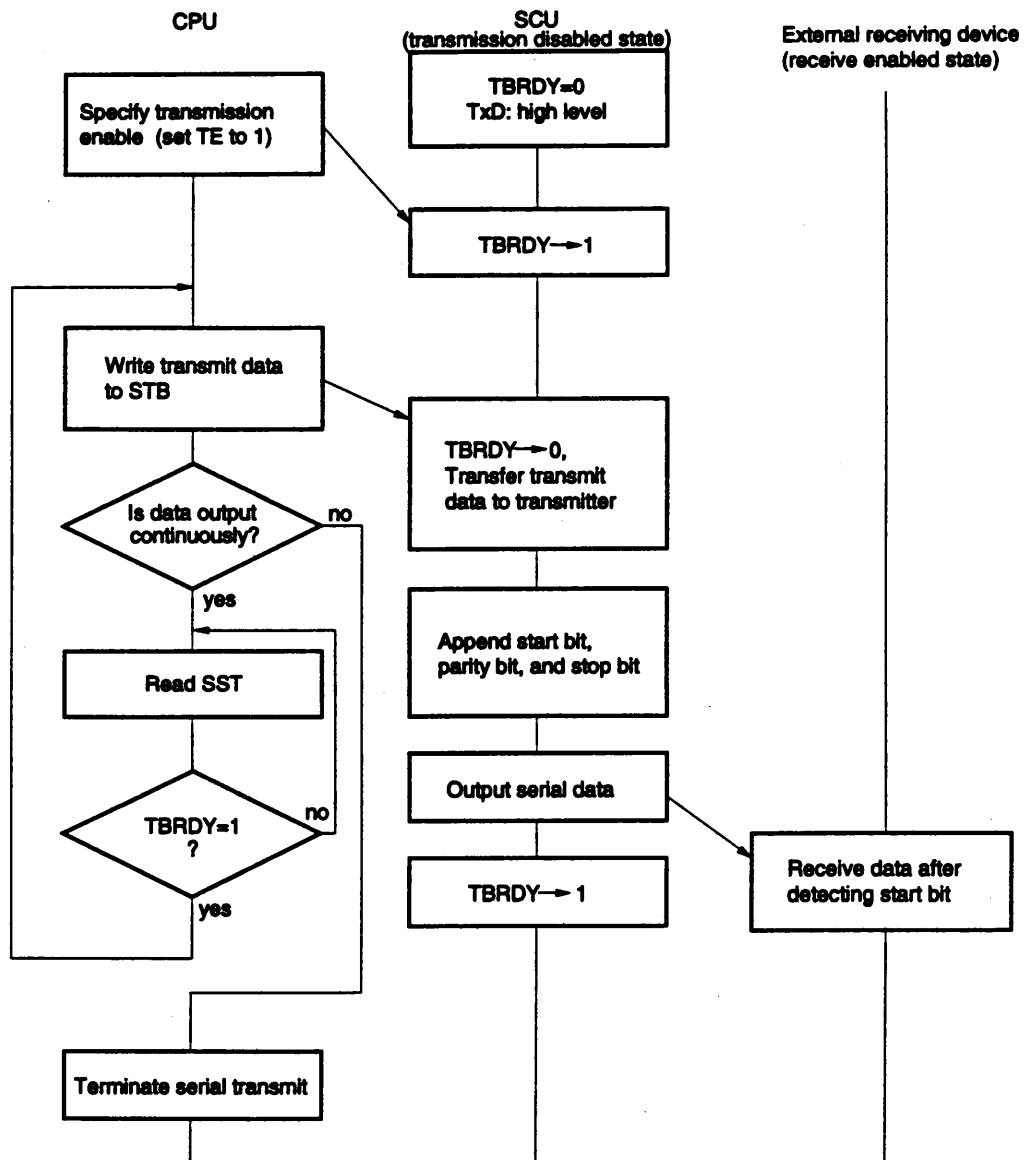 CPU
SCU
(transmission disabled state)
External receiving device
(receive enabled state)
Specify transmission
enable (set TE to 1)
TBRDY=0
TxD: high level
TBRDY→1
Write transmit data
to STB
TBRDY→0,
Transfer transmit
data to transmitter
Is data output
continuously?
no
yes
Append start bit,
parity bit, and stop bit
Read SST
Output serial data
TBRDY=1
?
no
yes
Receive data after
detecting start bit
TBRDY→1
Terminate serial transmit